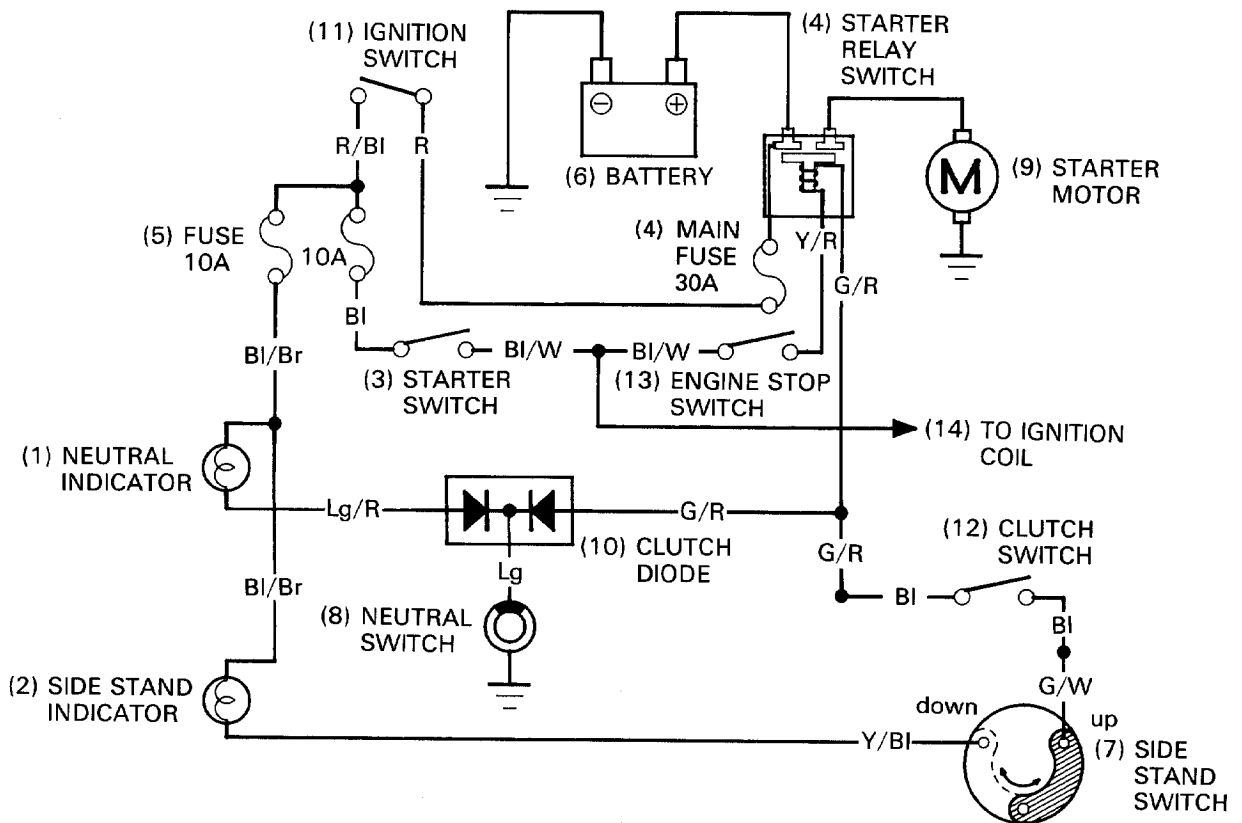 (11) IGNITION
SWITCH
(4) STARTER
RELAY
SWITCH
R/Bl
R
(6) BATTERY
M
(9) STARTER
MOTOR
(5) FUSE
10A
10A
(4) MAIN
FUSE
30A
Y/R
G/R
Bl
Bl/Br
Bl/W
Bl/W
(3) STARTER
SWITCH
(13) ENGINE STOP
SWITCH
(14) TO IGNITION
COIL
(1) NEUTRAL
INDICATOR
Lg/R
G/R
(10) CLUTCH
DIODE
Lg
G/R
(12) CLUTCH
SWITCH
Bl/Br
(8) NEUTRAL
SWITCH
Bl
Bl
(2) SIDE STAND
INDICATOR
G/W
down
up
Y/Bl
(7) SIDE
STAND
SWITCH